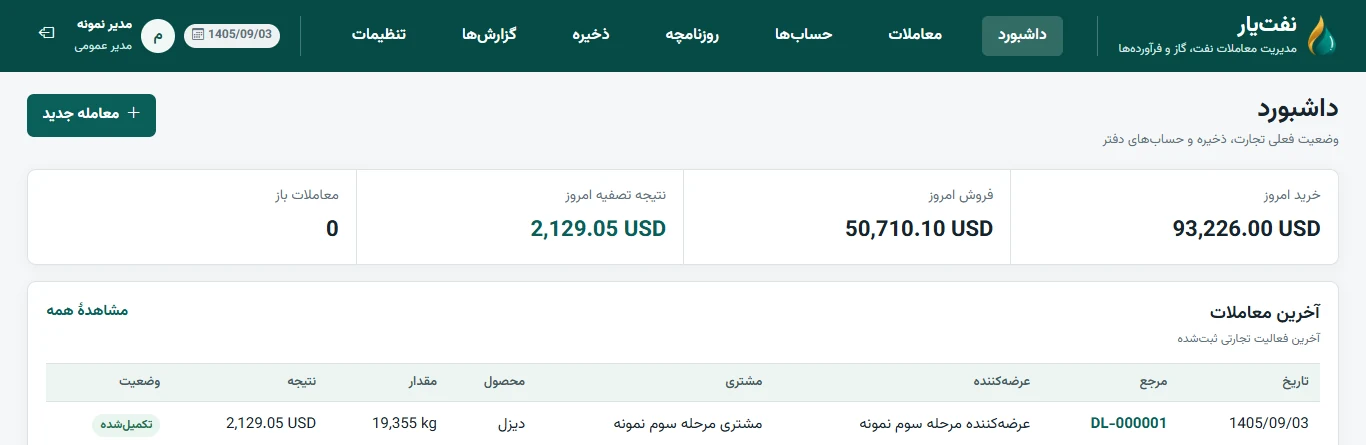 نفت‌یار
مدیریت معاملات نفت، گاز و فرآورده‌ها
داشبورد
معاملات
حساب‌ها
روزنامچه
ذخیره
گزارش‌ها
تنظیمات
1405/09/03
م
مدیر نمونه
مدیر عمومی
داشبورد
وضعیت فعلی تجارت، ذخیره و حساب‌های دفتر
+ معامله جدید
خرید امروز
93,226.00 USD
فروش امروز
50,710.10 USD
نتیجه تصفیه امروز
2,129.05 USD
معاملات باز
0
آخرین معاملات
آخرین فعالیت تجارتی ثبت‌شده
مشاهدهٔ همه
تاریخ مرجع عرضه‌کننده مشتری محصول مقدار نتیجه وضعیت
1405/09/03 DL-000001 عرضه‌کننده مرحله سوم نمونه مشتری مرحله سوم نمونه دیزل 19,355 kg 2,129.05 USD تکمیل‌شده